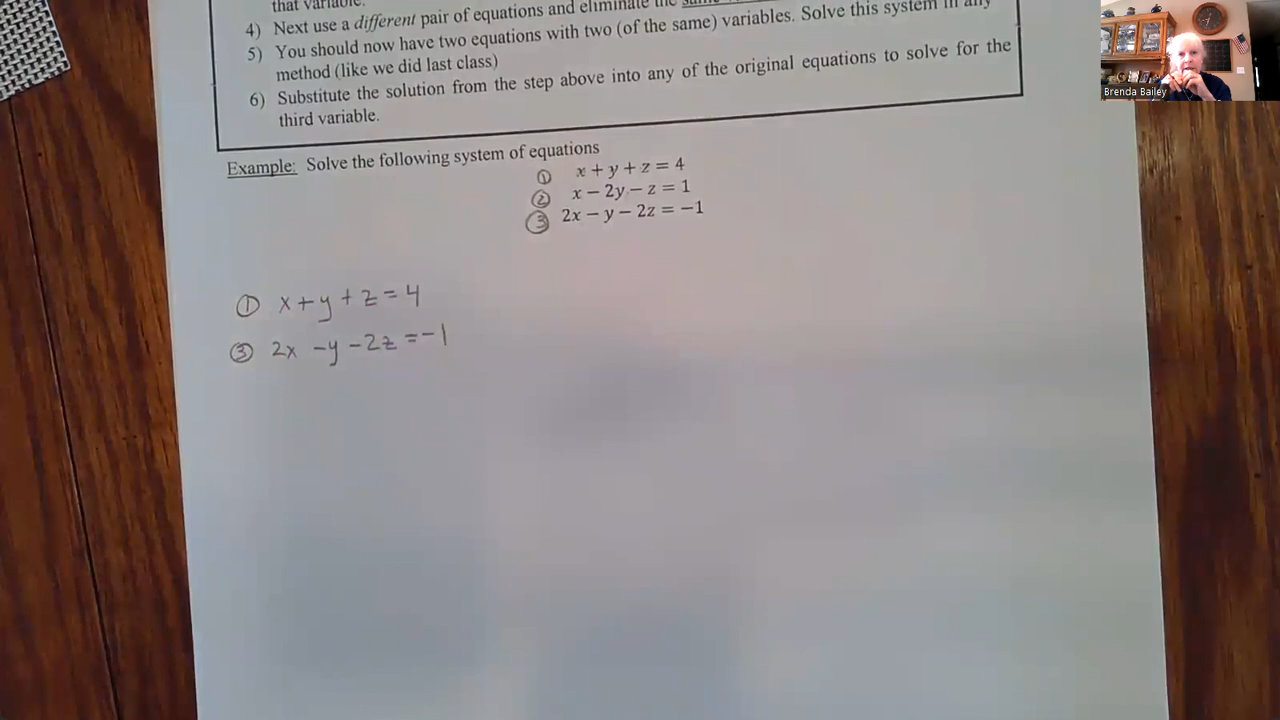 that variable.
4) Next use a different pair of equations and eliminate the same
5) You should now have two equations with two (of the same) variables. Solve this system in any
method (like we did last class)
6) Substitute the solution from the step above into any of the original equations to solve for the
third variable.
Example: Solve the following system of equations
① x + y + z = 4
② x − 2y − z = 1
③ 2x − y − 2z = −1
① x + y + z = 4
③ 2x − y − 2z = −1
Brenda Bailey